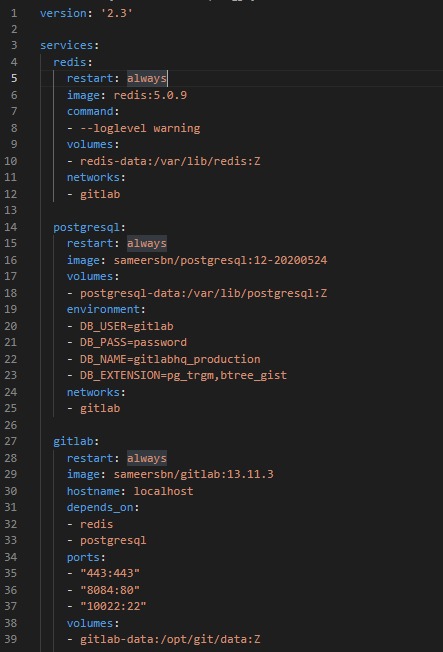 1 version: '2.3'
2
3 services:
4 redis:
5 restart: always
6 image: redis:5.0.9
7 command:
8 - --loglevel warning
9 volumes:
10 - redis-data:/var/lib/redis:Z
11 networks:
12 - gitlab
13
14 postgresql:
15 restart: always
16 image: sameersbn/postgresql:12-20200524
17 volumes:
18 - postgresql-data:/var/lib/postgresql:Z
19 environment:
20 - DB_USER=gitlab
21 - DB_PASS=password
22 - DB_NAME=gitlabhq_production
23 - DB_EXTENSION=pg_trgm,btree_gist
24 networks:
25 - gitlab
26
27 gitlab:
28 restart: always
29 image: sameersbn/gitlab:13.11.3
30 hostname: localhost
31 depends_on:
32 - redis
33 - postgresql
34 ports:
35 - "443:443"
36 - "8084:80"
37 - "10022:22"
38 volumes:
39 - gitlab-data:/opt/git/data:Z